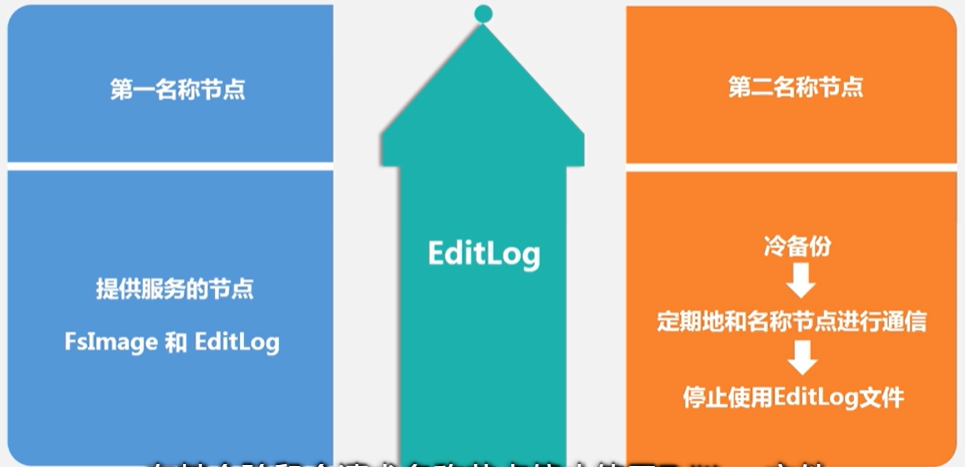 第一名称节点
提供服务的节点
FsImage 和 EditLog
EditLog
第二名称节点
冷备份
定期地和名称节点进行通信
停止使用EditLog文件